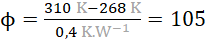 ϕ = (310 K−268 K)/(0,4 K.W⁻¹) = 105